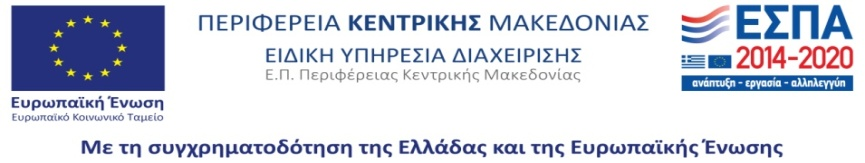 ΠΕΡΙΦΕΡΕΙΑ ΚΕΝΤΡΙΚΗΣ ΜΑΚΕΔΟΝΙΑΣ
ΕΙΔΙΚΗ ΥΠΗΡΕΣΙΑ ΔΙΑΧΕΙΡΙΣΗΣ
Ε.Π. Περιφέρειας Κεντρικής Μακεδονίας
Ευρωπαϊκή Ένωση
Ευρωπαϊκό Κοινωνικό Ταμείο
ΕΣΠΑ
2014-2020
ανάπτυξη - εργασία - αλληλεγγύη
Με τη συγχρηματοδότηση της Ελλάδας και της Ευρωπαϊκής Ένωσης